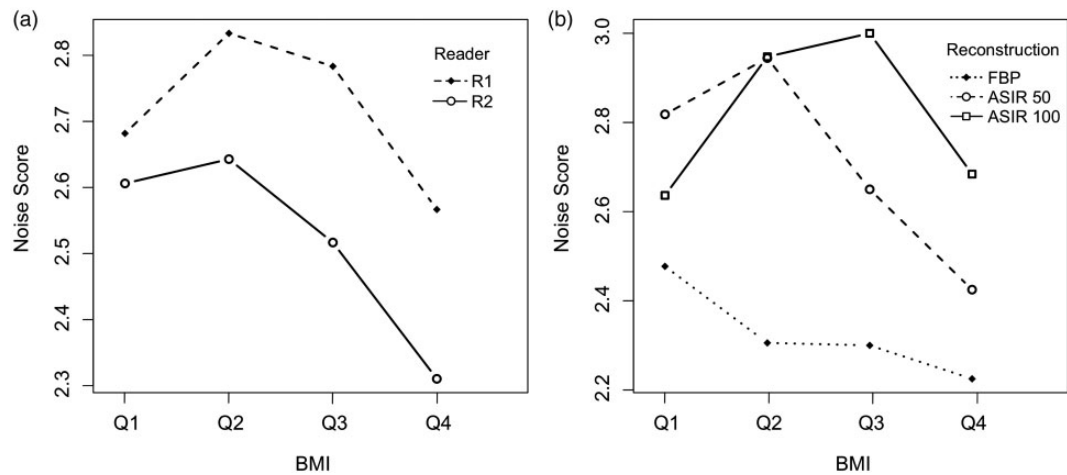 (a)
Noise Score
2.8
2.7
2.6
2.5
2.4
2.3
Reader
R1
R2
Q1 Q2 Q3 Q4
BMI
(b)
Noise Score
3.0
2.8
2.6
2.4
2.2
Reconstruction
FBP
ASIR 50
ASIR 100
Q1 Q2 Q3 Q4
BMI